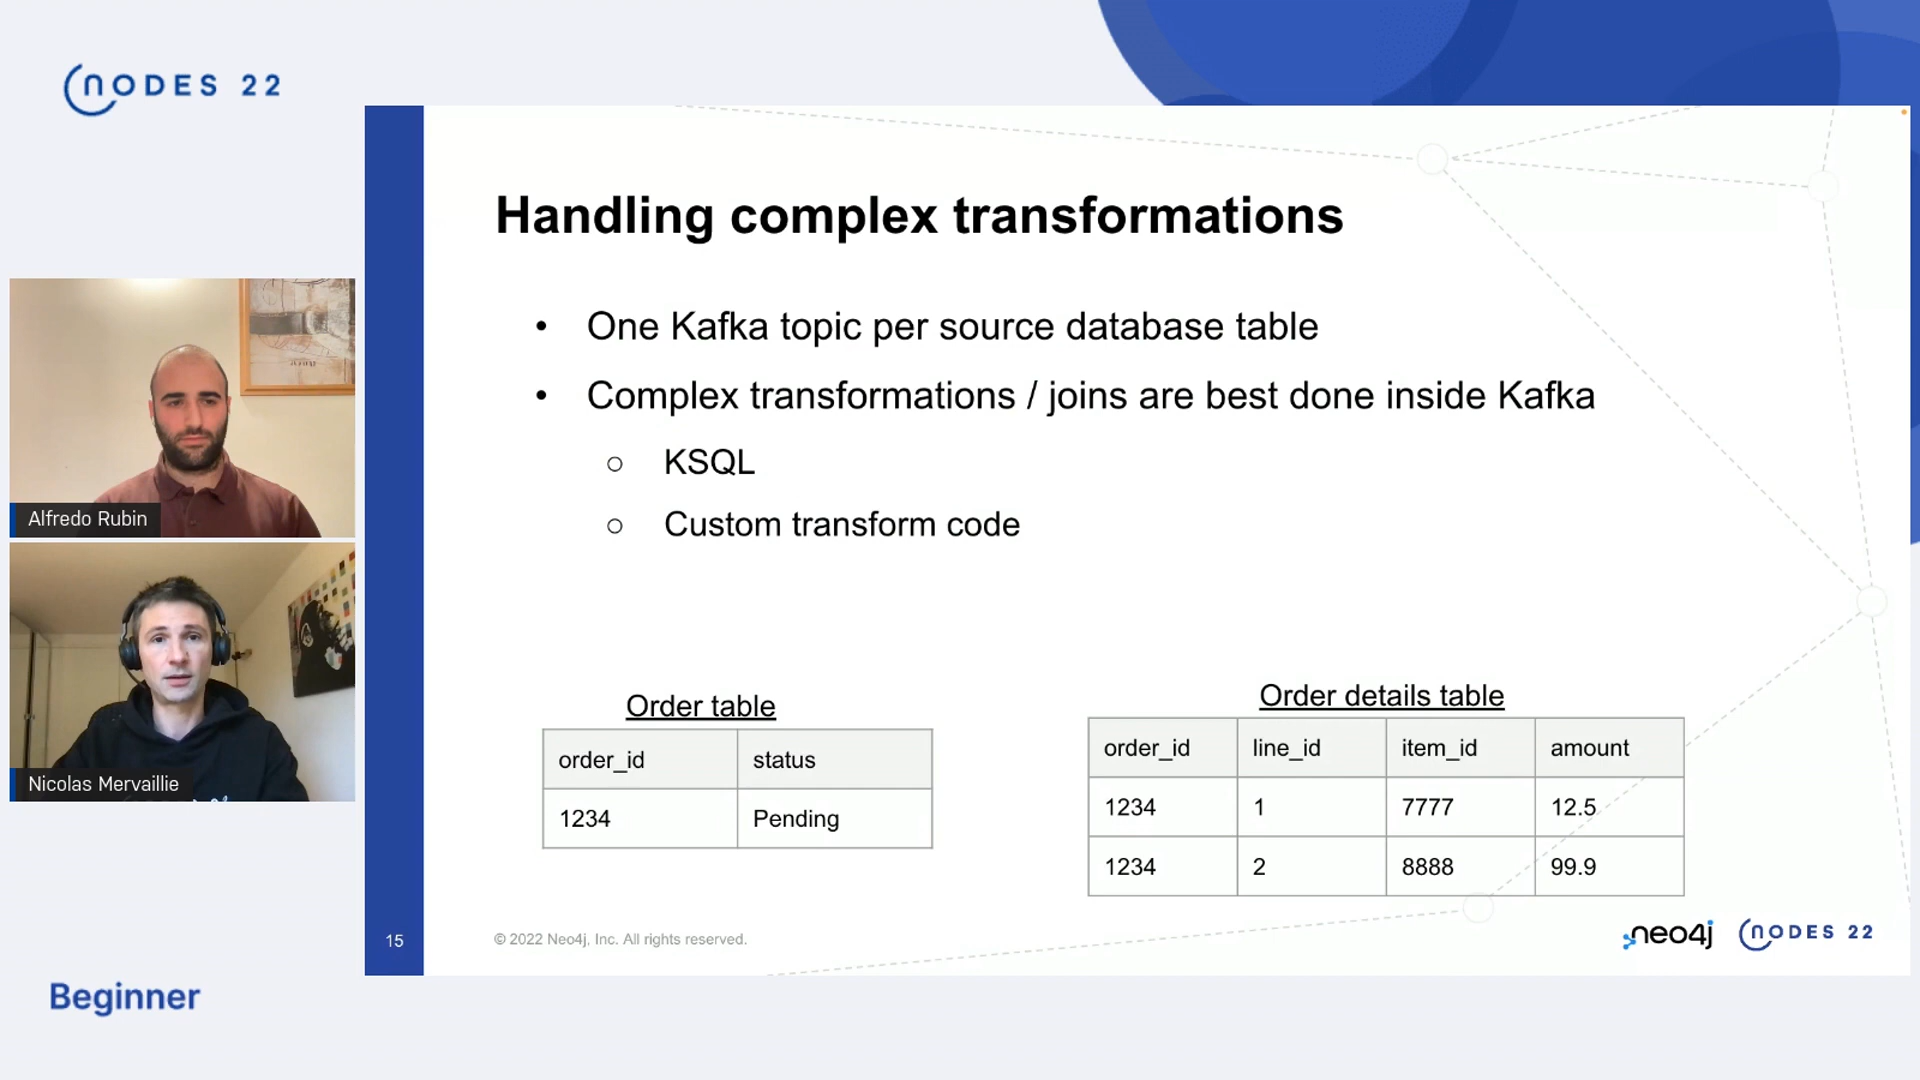 NODES 22
Handling complex transformations
• One Kafka topic per source database table
• Complex transformations / joins are best done inside Kafka
○ KSQL
○ Custom transform code
Alfredo Rubin
Nicolas Mervaillie
Order table
order_id status
1234 Pending
Order details table
order_id line_id item_id amount
1234 1 7777 12.5
1234 2 8888 99.9
15
© 2022 Neo4j, Inc. All rights reserved.
neo4j
NODES 22
Beginner